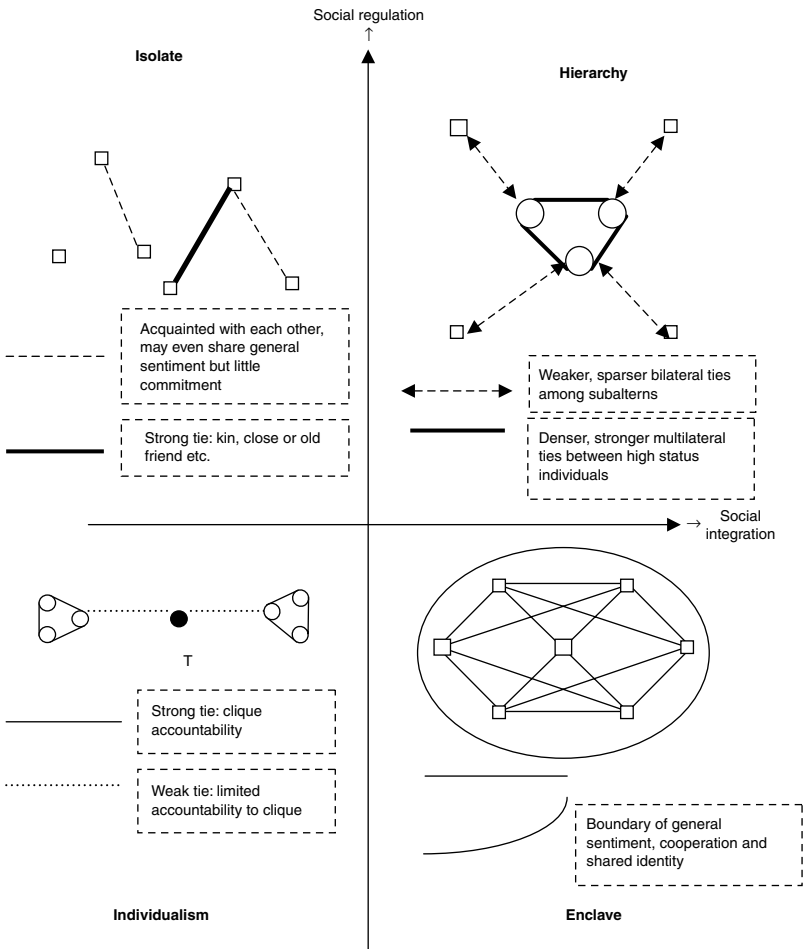 Social regulation
↑
Isolate
Hierarchy
Acquainted with each other,
may even share general
sentiment but little
commitment
Strong tie: kin, close or old
friend etc.
Weaker, sparser bilateral ties
among subalterns
Denser, stronger multilateral
ties between high status
individuals
→ Social
integration
T
Strong tie: clique
accountability
Weak tie: limited
accountability to clique
Boundary of general
sentiment, cooperation and
shared identity
Individualism
Enclave